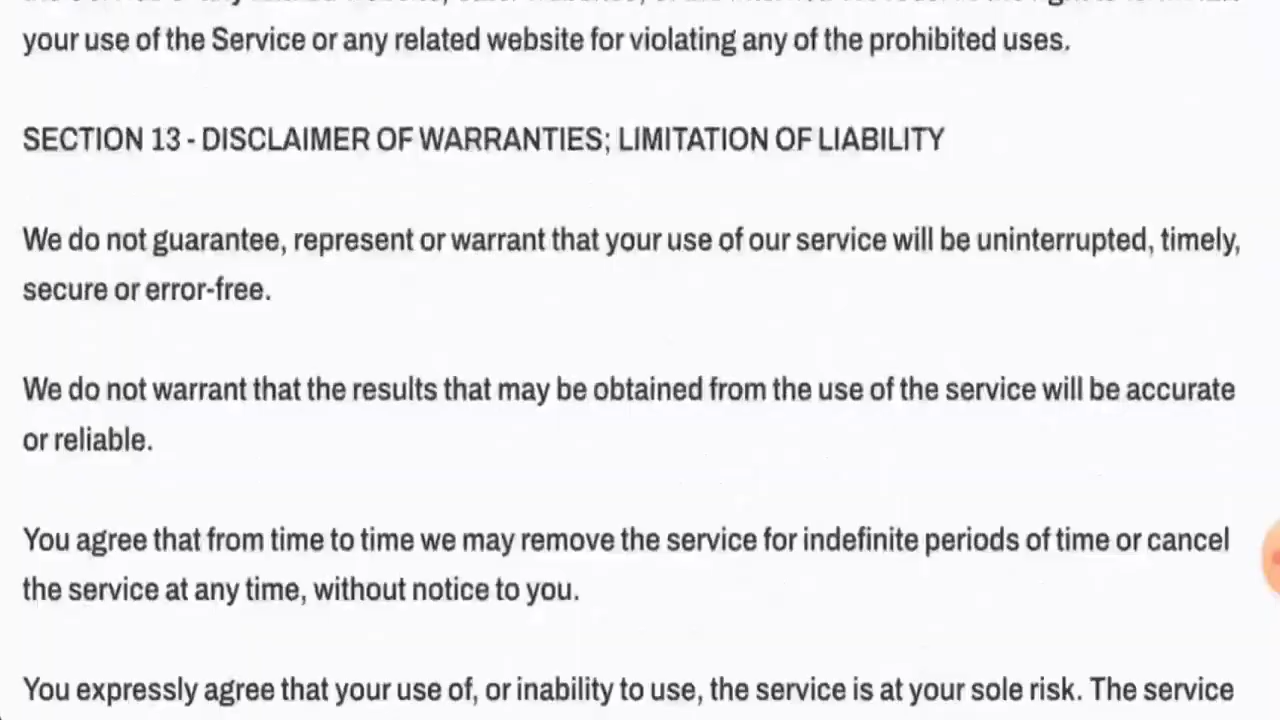 your use of the Service or any related website for violating any of the prohibited uses.
SECTION 13 - DISCLAIMER OF WARRANTIES; LIMITATION OF LIABILITY
We do not guarantee, represent or warrant that your use of our service will be uninterrupted, timely,
secure or error-free.
We do not warrant that the results that may be obtained from the use of the service will be accurate
or reliable.
You agree that from time to time we may remove the service for indefinite periods of time or cancel
the service at any time, without notice to you.
You expressly agree that your use of, or inability to use, the service is at your sole risk. The service